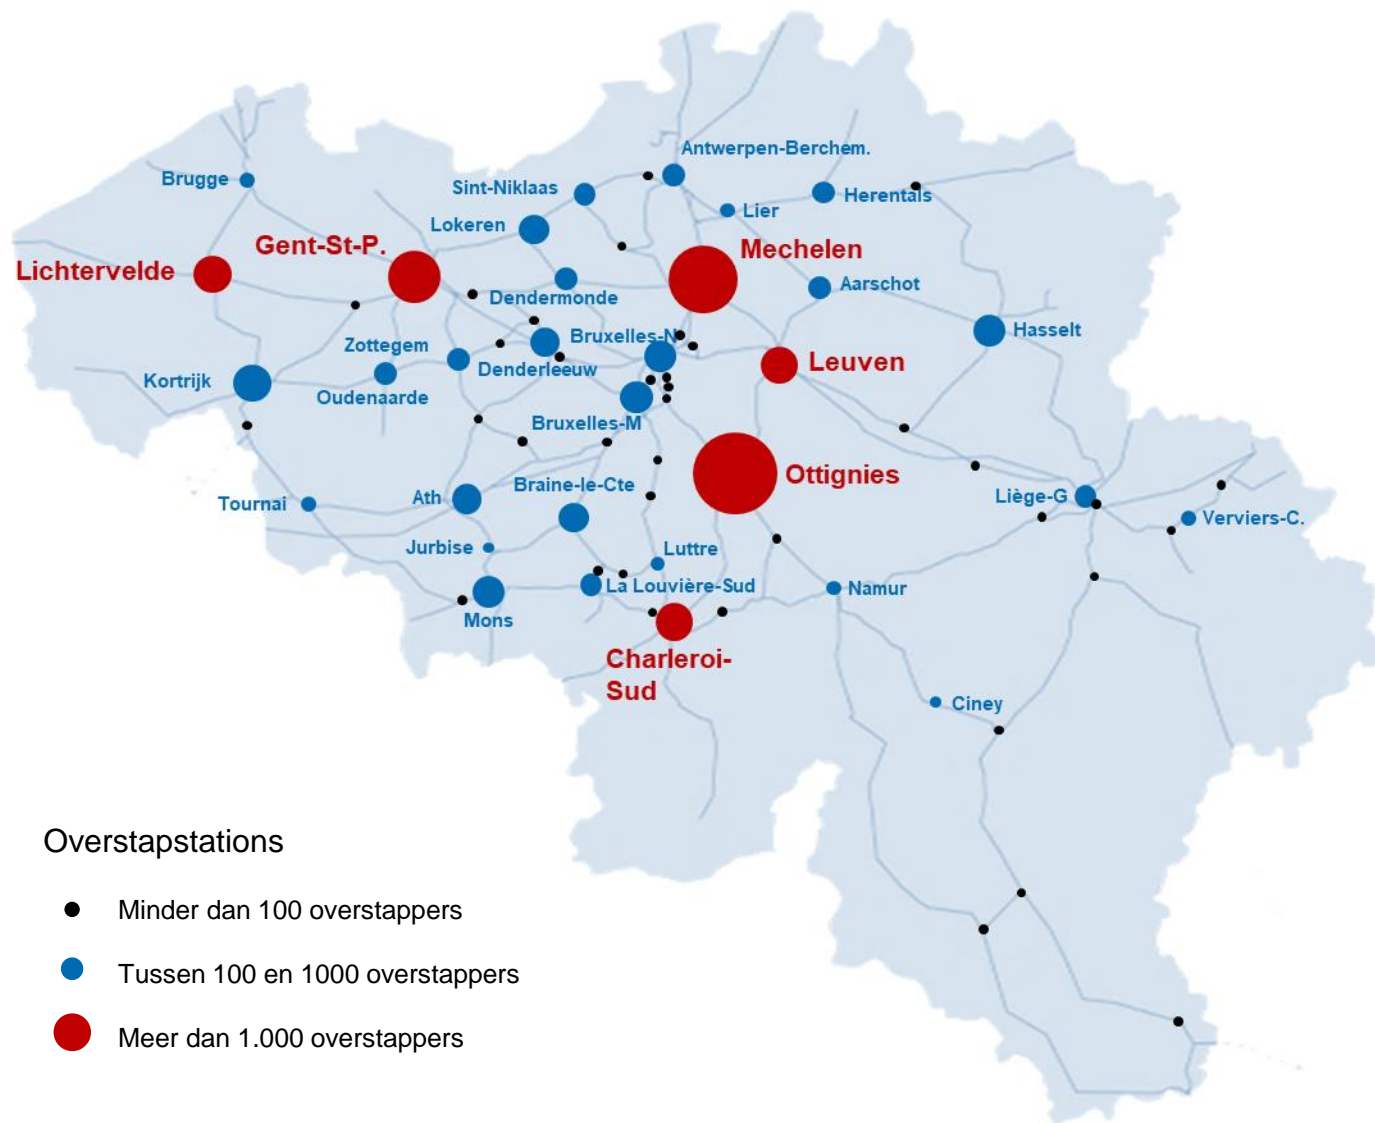 Antwerpen-Berchem.
Brugge
Sint-Niklaas
Herentals
Lier
Lokeren
Gent-St-P.
Mechelen
Lichtervelde
Aarschot
Dendermonde
Hasselt
Bruxelles-N
Zottegem
Leuven
Denderleeuw
Kortrijk
Oudenaarde
Bruxelles-M
Ottignies
Braine-le-Cte
Ath
Liège-G
Tournai
Verviers-C.
Jurbise
Luttre
La Louvière-Sud
Namur
Mons
Charleroi-
Sud
Ciney
Overstapstations
Minder dan 100 overstappers
Tussen 100 en 1000 overstappers
Meer dan 1.000 overstappers